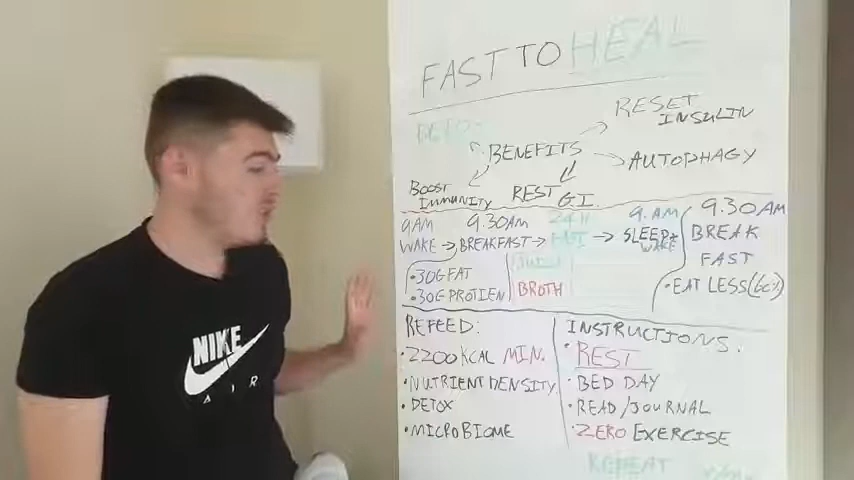 FAST TO HEAL
RESET
INSULIN
DETOX
BENEFITS
AUTOPHAGY
BOOST
IMMUNITY
REST G.I.
9AM 9.30AM 24H 9.AM 9.30AM
WAKE → BREAKFAST → FAST → SLEEP + WAKE BREAK
FAST
• 30G FAT
• 30G PROTIEN
BROTH
• EAT LESS (60%)
REFEED:
• 2200 KCAL MIN.
• NUTRIENT DENSITY
• DETOX
• MICROBIOME
INSTRUCTIONS.
• REST
• BED DAY
• READ/JOURNAL
• ZERO EXERCISE
REPEAT
NIKE
AIR